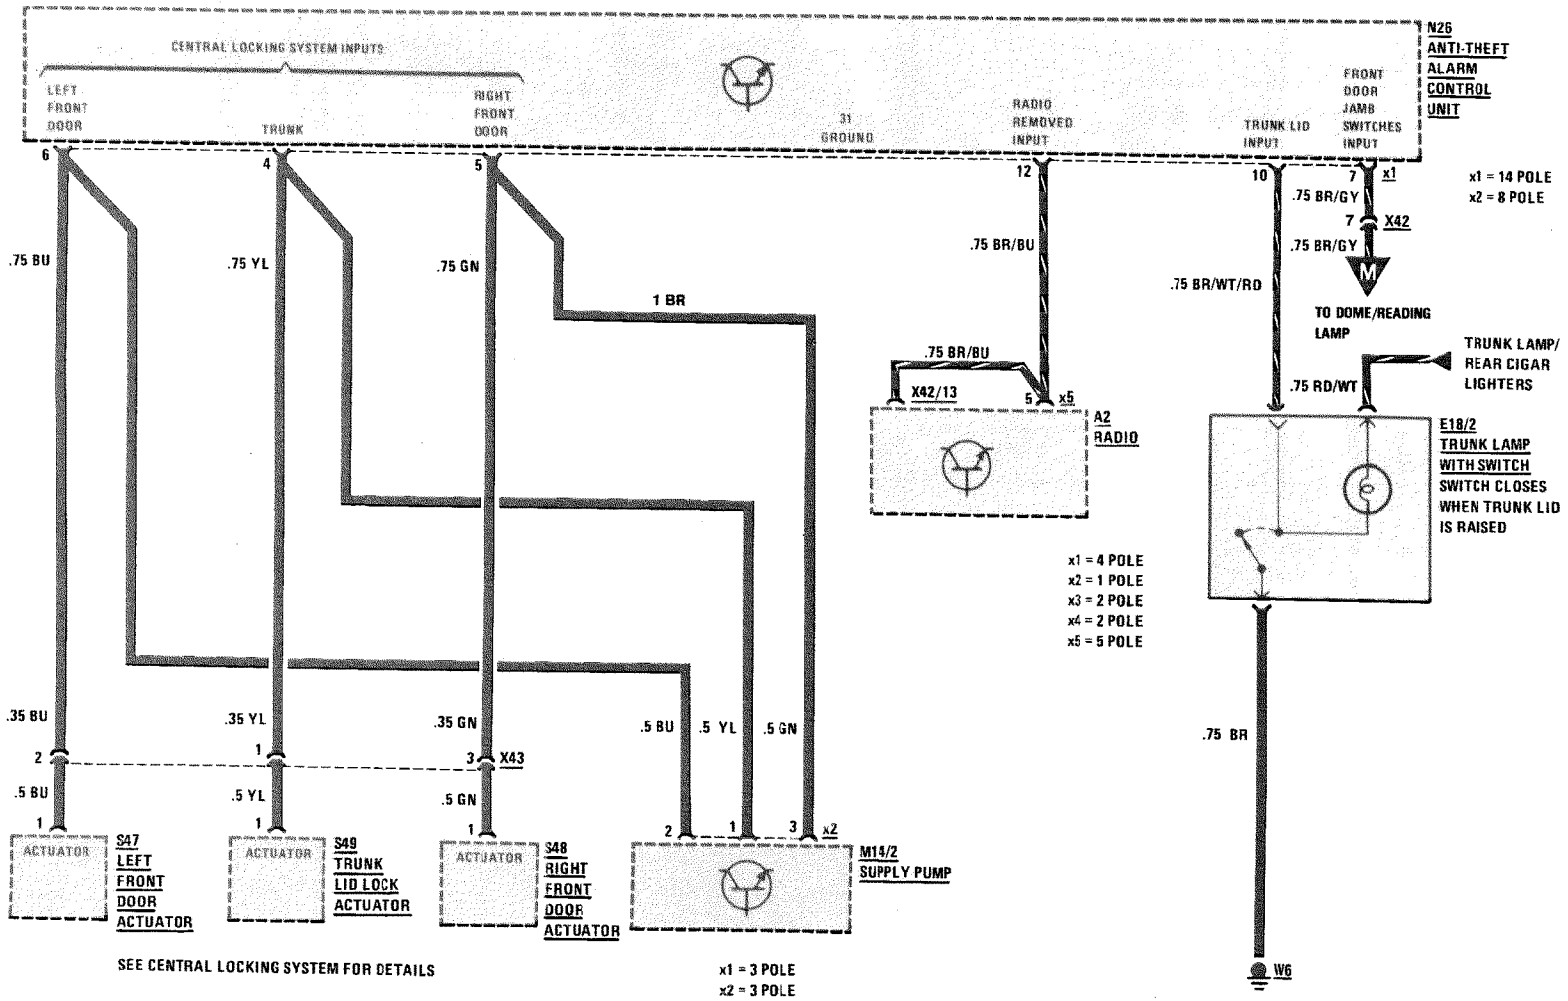 N26
ANTI-THEFT
ALARM
CONTROL
UNIT
CENTRAL LOCKING SYSTEM INPUTS
LEFT
FRONT
DOOR
TRUNK
RIGHT
FRONT
DOOR
31
GROUND
RADIO
REMOVED
INPUT
TRUNK LID
INPUT
FRONT
DOOR
JAMB
SWITCHES
INPUT
6
4
5
12
10
7
x1
x1 = 14 POLE
x2 = 8 POLE
.75 BR/GY
7
X42
.75 BR/GY
M
TO DOME/READING
LAMP
.75 BU
.75 YL
.75 GN
.75 BR/BU
.75 BR/WT/RD
1 BR
TRUNK LAMP/
REAR CIGAR
LIGHTERS
.75 BR/BU
.75 RD/WT
X42/13
5
x5
A2
RADIO
E18/2
TRUNK LAMP
WITH SWITCH
SWITCH CLOSES
WHEN TRUNK LID
IS RAISED
x1 = 4 POLE
x2 = 1 POLE
x3 = 2 POLE
x4 = 2 POLE
x5 = 5 POLE
.35 BU
.35 YL
.35 GN
.5 BU
.5 YL
.5 GN
.75 BR
2
1
3
X43
.5 BU
.5 YL
.5 GN
1
1
1
2
1
3
x2
ACTUATOR
S47
LEFT
FRONT
DOOR
ACTUATOR
ACTUATOR
S49
TRUNK
LID LOCK
ACTUATOR
ACTUATOR
S48
RIGHT
FRONT
DOOR
ACTUATOR
M14/2
SUPPLY PUMP
SEE CENTRAL LOCKING SYSTEM FOR DETAILS
x1 = 3 POLE
x2 = 3 POLE
W6